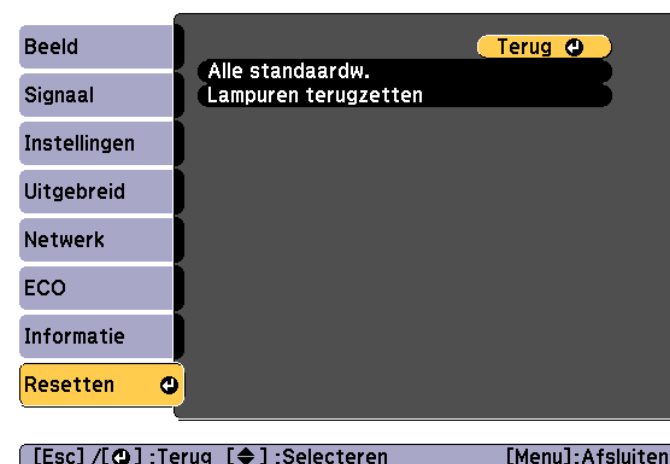 Beeld
Signaal
Instellingen
Uitgebreid
Netwerk
ECO
Informatie
Resetten
Terug
Alle standaardw.
Lampuren terugzetten
[Esc] /[ ] :Terug [ ] :Selecteren [Menu]:Afsluiten